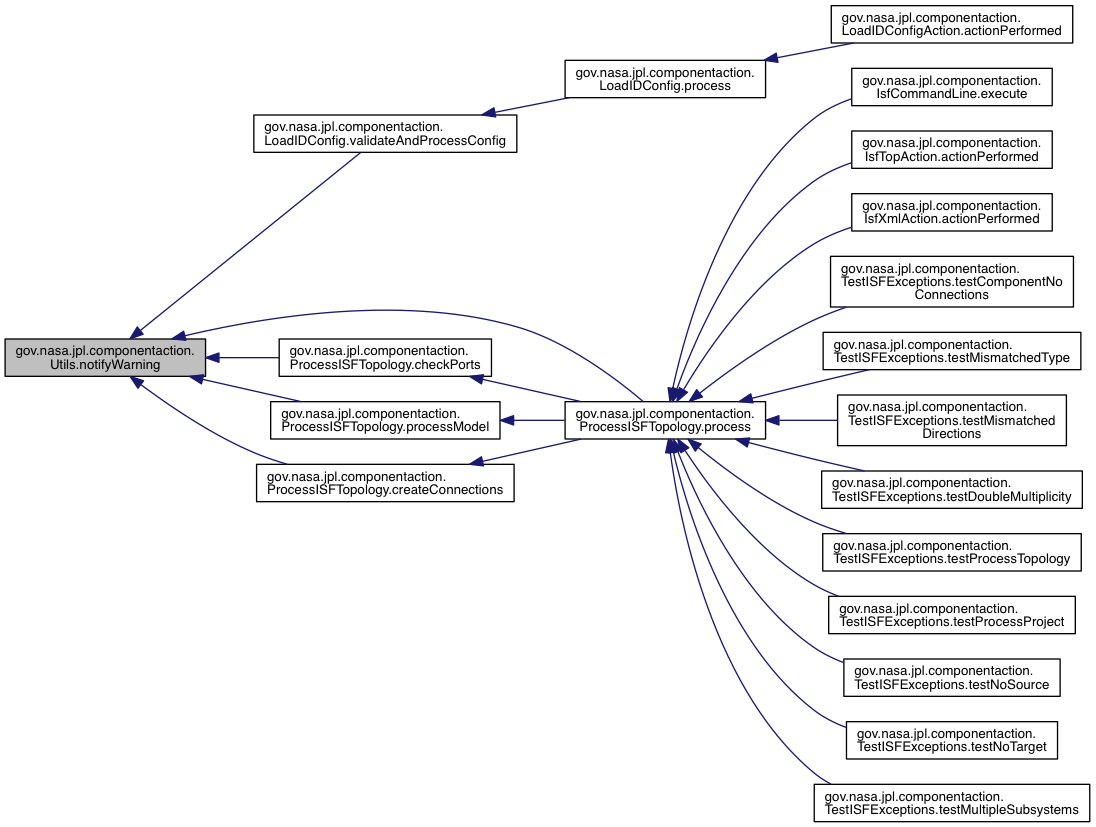 gov.nasa.jpl.componentaction.
LoadIDConfigAction.actionPerformed
gov.nasa.jpl.componentaction.
LoadIDConfig.process
gov.nasa.jpl.componentaction.
IsfCommandLine.execute
gov.nasa.jpl.componentaction.
LoadIDConfig.validateAndProcessConfig
gov.nasa.jpl.componentaction.
IsfTopAction.actionPerformed
gov.nasa.jpl.componentaction.
IsfXmlAction.actionPerformed
gov.nasa.jpl.componentaction.
TestISFExceptions.testComponentNo
Connections
gov.nasa.jpl.componentaction.
Utils.notifyWarning
gov.nasa.jpl.componentaction.
ProcessISFTopology.checkPorts
gov.nasa.jpl.componentaction.
TestISFExceptions.testMismatchedType
gov.nasa.jpl.componentaction.
ProcessISFTopology.processModel
gov.nasa.jpl.componentaction.
ProcessISFTopology.process
gov.nasa.jpl.componentaction.
TestISFExceptions.testMismatched
Directions
gov.nasa.jpl.componentaction.
ProcessISFTopology.createConnections
gov.nasa.jpl.componentaction.
TestISFExceptions.testDoubleMultiplicity
gov.nasa.jpl.componentaction.
TestISFExceptions.testProcessTopology
gov.nasa.jpl.componentaction.
TestISFExceptions.testProcessProject
gov.nasa.jpl.componentaction.
TestISFExceptions.testNoSource
gov.nasa.jpl.componentaction.
TestISFExceptions.testNoTarget
gov.nasa.jpl.componentaction.
TestISFExceptions.testMultipleSubsystems